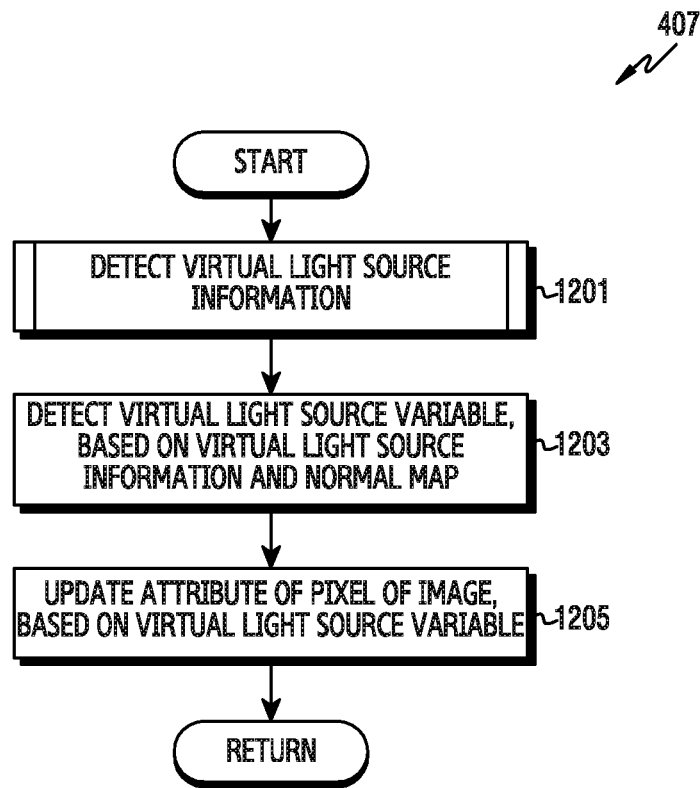 407
START
DETECT VIRTUAL LIGHT SOURCE
INFORMATION
1201
DETECT VIRTUAL LIGHT SOURCE VARIABLE,
BASED ON VIRTUAL LIGHT SOURCE
INFORMATION AND NORMAL MAP
1203
UPDATE ATTRIBUTE OF PIXEL OF IMAGE,
BASED ON VIRTUAL LIGHT SOURCE VARIABLE
1205
RETURN